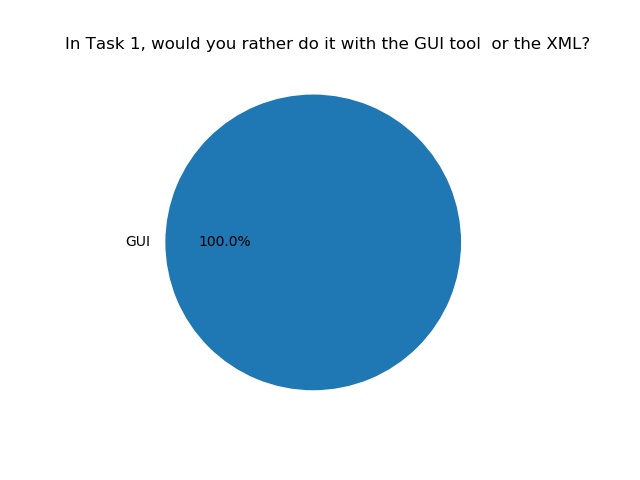 In Task 1, would you rather do it with the GUI tool  or the XML?
GUI
100.0%